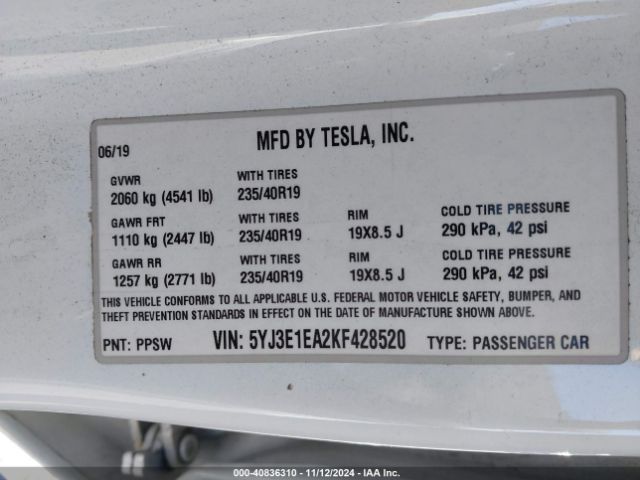 06/19 MFD BY TESLA, INC.
GVWR WITH TIRES
2060 kg (4541 lb) 235/40R19
GAWR FRT WITH TIRES RIM COLD TIRE PRESSURE
1110 kg (2447 lb) 235/40R19 19X8.5 J 290 kPa, 42 psi
GAWR RR WITH TIRES RIM COLD TIRE PRESSURE
1257 kg (2771 lb) 235/40R19 19X8.5 J 290 kPa, 42 psi
THIS VEHICLE CONFORMS TO ALL APPLICABLE U.S. FEDERAL MOTOR VEHICLE SAFETY, BUMPER, AND
THEFT PREVENTION STANDARDS IN EFFECT ON THE DATE OF MANUFACTURE SHOWN ABOVE.
PNT: PPSW VIN: 5YJ3E1EA2KF428520 TYPE: PASSENGER CAR
000-40836310 - 11/12/2024 - IAA Inc.